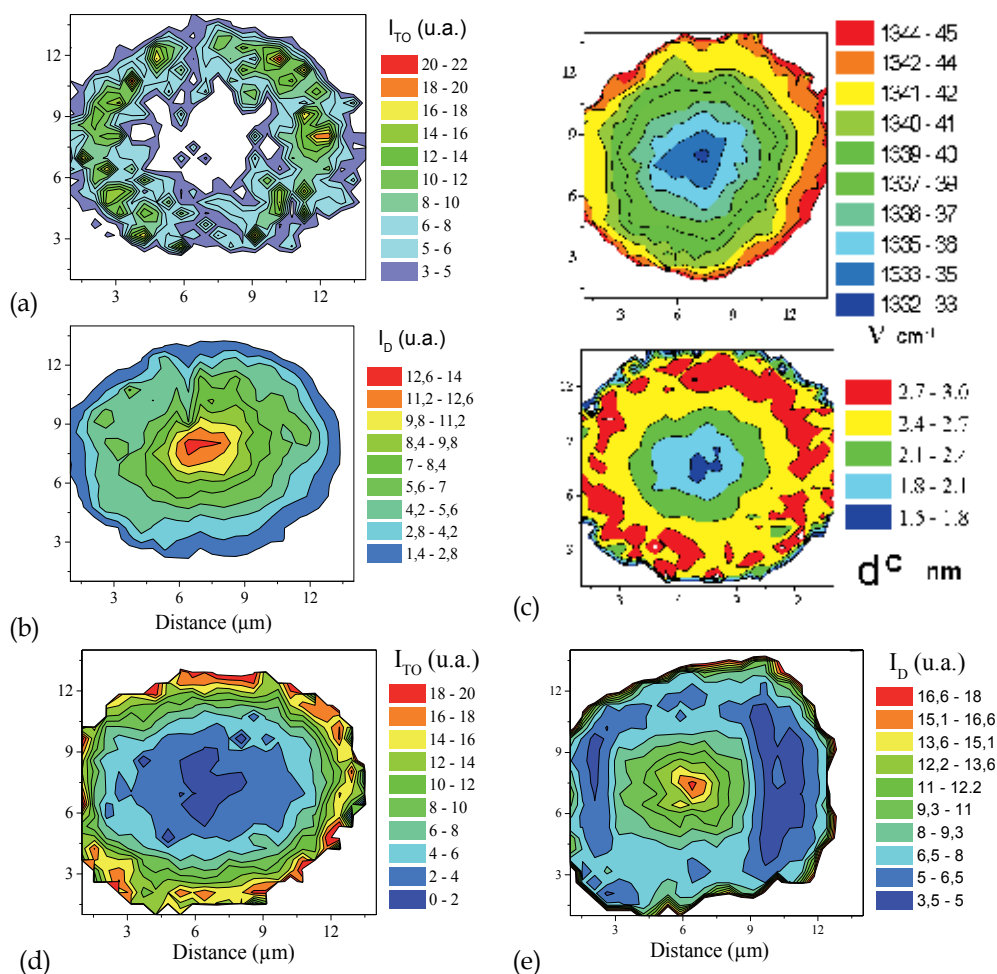 I_TO (u.a.)
20 - 22
18 - 20
16 - 18
14 - 16
12 - 14
10 - 12
8 - 10
6 - 8
5 - 6
3 - 5
12
9
6
3
3 6 9 12
(a)
I_D (u.a.)
12,6 - 14
11,2 - 12,6
9,8 - 11,2
8,4 - 9,8
7 - 8,4
5,6 - 7
4,2 - 5,6
2,8 - 4,2
1,4 - 2,8
12
9
6
3
3 6 9 12
Distance (µm)
(b)
1344 - 45
1342 - 44
1341 - 42
1340 - 41
1339 - 40
1337 - 39
1336 - 37
1335 - 36
1333 - 35
1332 - 33
ν cm⁻¹
12
9
6
3
3 6 9 12
2.7 - 3.0
2.4 - 2.7
2.1 - 2.4
1.8 - 2.1
1.5 - 1.8
d^c nm
12
9
6
3
(c)
I_TO (u.a.)
18 - 20
16 - 18
14 - 16
12 - 14
10 - 12
8 - 10
6 - 8
4 - 6
2 - 4
0 - 2
12
9
6
3
3 6 9 12
Distance (µm)
(d)
I_D (u.a.)
16,6 - 18
15,1 - 16,6
13,6 - 15,1
12,2 - 13,6
11 - 12.2
9,3 - 11
8 - 9,3
6,5 - 8
5 - 6,5
3,5 - 5
12
9
6
3
3 6 9 12
Distance (µm)
(e)